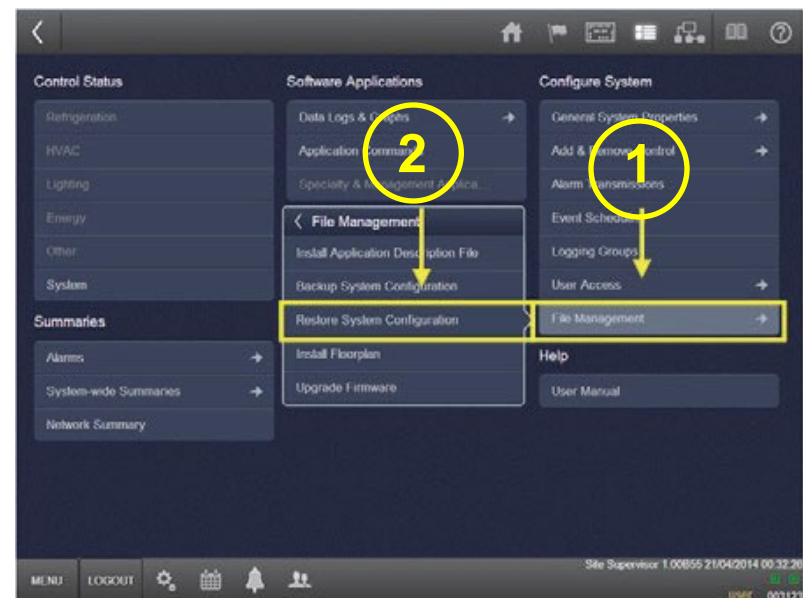 Control Status
Refrigeration
HVAC
Lighting
Energy
Other
System
Summaries
Alarms
System-wide Summaries
Network Summary
Software Applications
Data Logs & Graphs
Application Command
Specialty & Management Applica...
2
File Management
Install Application Description File
Backup System Configuration
Restore System Configuration
Install Floorplan
Upgrade Firmware
Configure System
General System Properties
Add & Remove Control
1
Alarm Transmissions
Event Schedule
Logging Groups
User Access
File Management
Help
User Manual
MENU LOGOUT
Site Supervisor 1.00B55 21/04/2014 00:32:26
user 003123